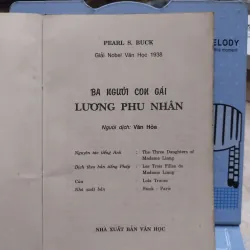 PEARL S. BUCK
Giải Nobel Văn Học 1938
BA NGƯỜI CON GÁI
LƯƠNG PHU NHÂN
Người dịch: Văn Hòa
Nguyên tác tiếng Anh : The Three Daughters of
Madame Liang
Dịch theo bản tiếng Pháp : Les Trois Filles de
Madame Liang
Của : Lola Tranec
Nhà xuất bản : Stock - Paris
NHÀ XUẤT BẢN VĂN HỌC
ELODY